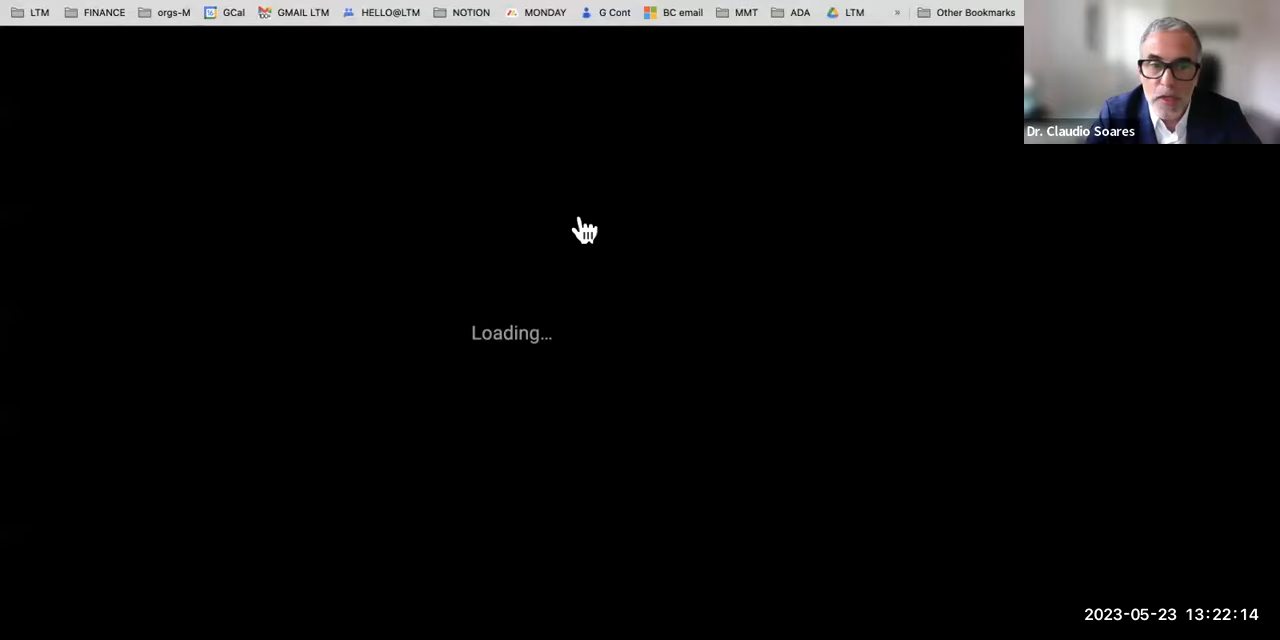 LTM FINANCE orgs-M GCal GMAIL LTM HELLO@LTM NOTION MONDAY G Cont BC email MMT ADA LTM » Other Bookmarks
Dr. Claudio Soares
Loading...
2023-05-23 13:22:14